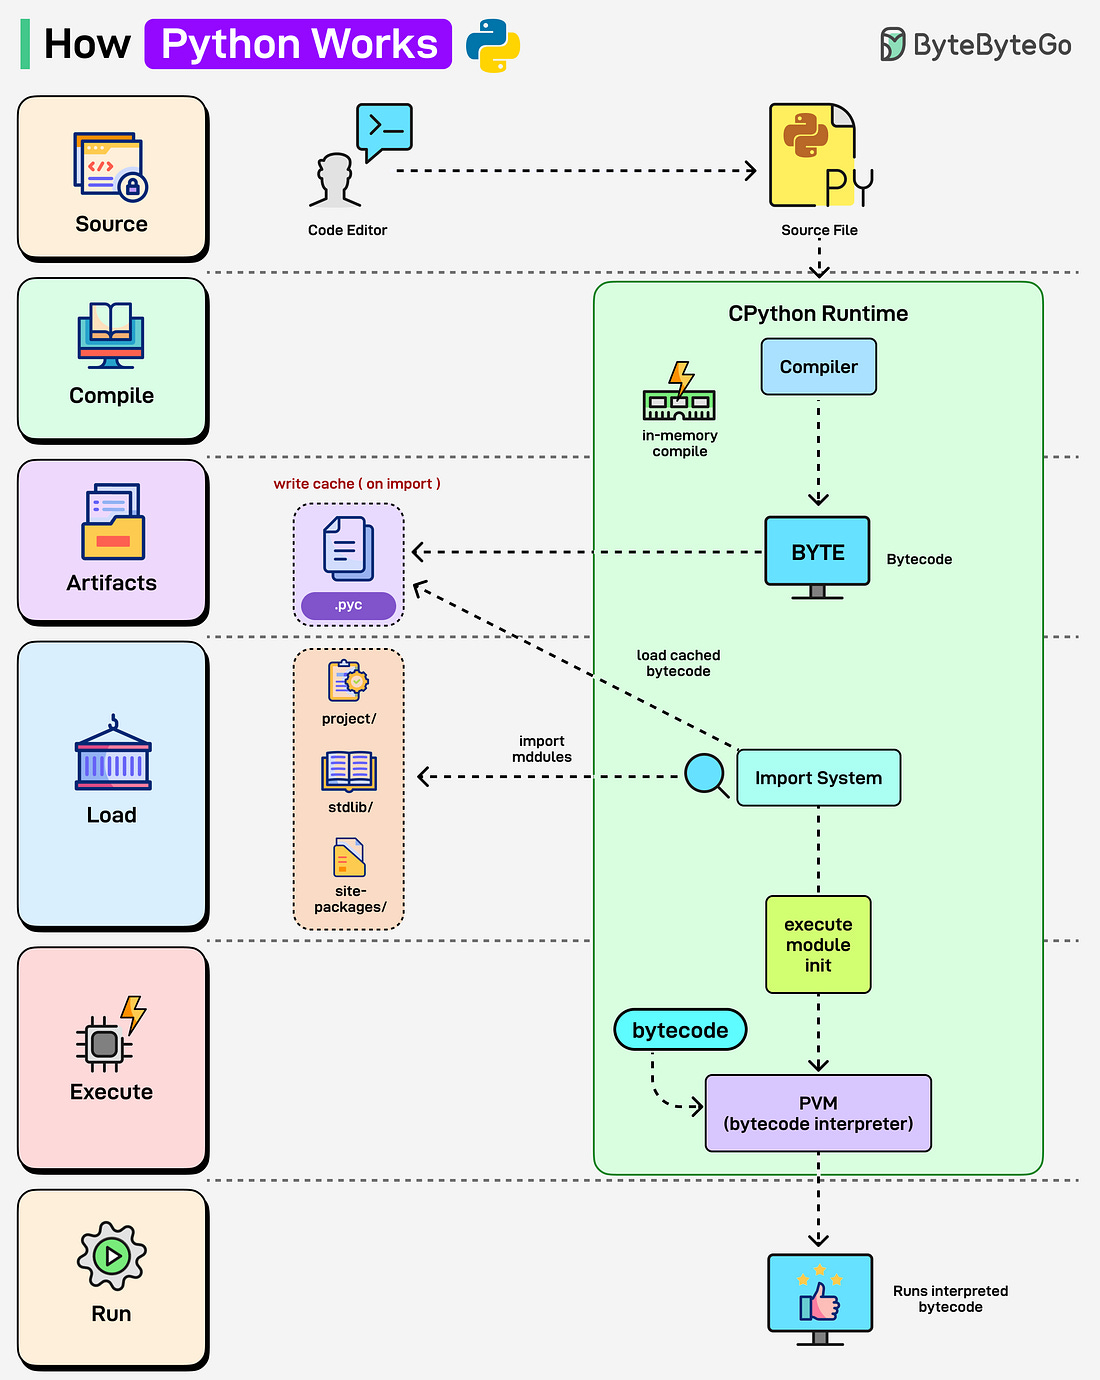 How Python Works
ByteByteGo
Source
Code Editor
PY
Source File
Compile
CPython Runtime
Compiler
in-memory
compile
Artifacts
write cache ( on import )
.pyc
BYTE
Bytecode
Load
project/
stdlib/
site-
packages/
load cached
bytecode
import
mddules
Import System
execute
module
init
Execute
bytecode
PVM
(bytecode interpreter)
Run
Runs interpreted
bytecode